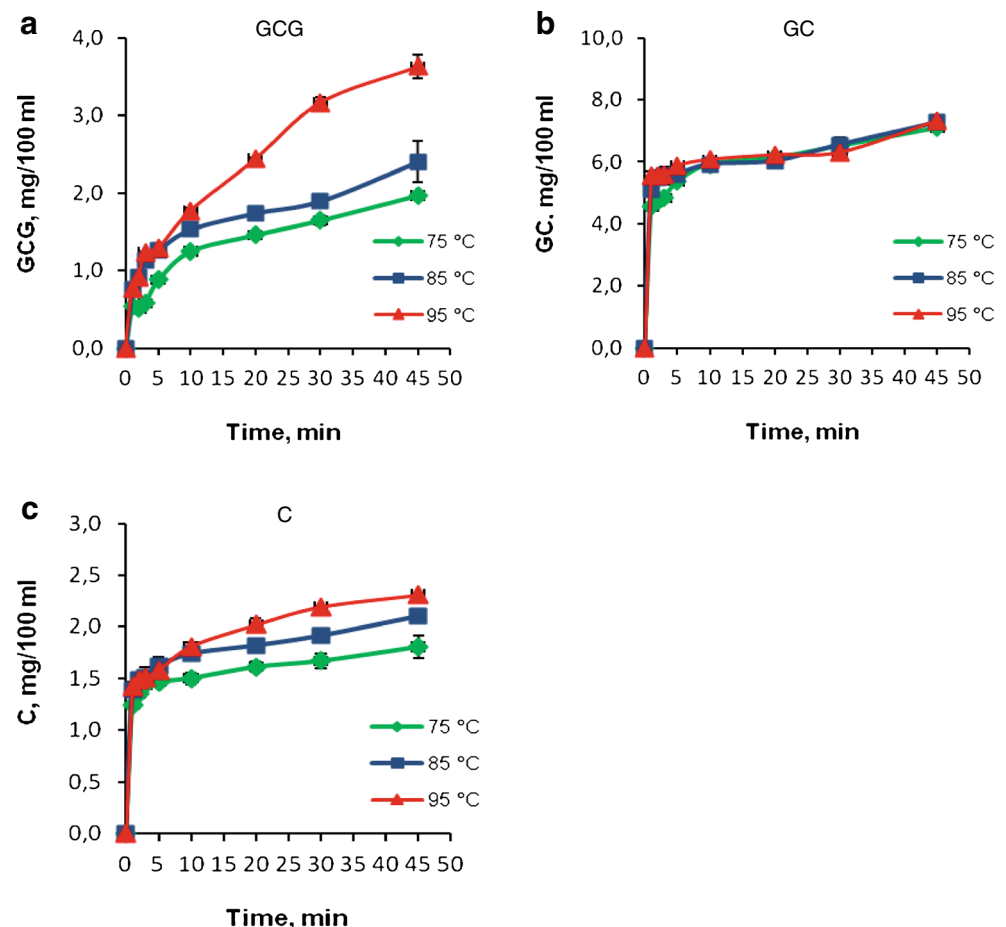 a
GCG
GCG, mg/100 ml
4,0
3,0
2,0
1,0
0,0
75 °C
85 °C
95 °C
0 5 10 15 20 25 30 35 40 45 50
Time, min
b
GC
GC. mg/100 ml
10,0
8,0
6,0
4,0
2,0
0,0
75 °C
85 °C
95 °C
0 5 10 15 20 25 30 35 40 45 50
Time, min
c
C
C, mg/100 ml
3,0
2,5
2,0
1,5
1,0
0,5
0,0
75 °C
85 °C
95 °C
0 5 10 15 20 25 30 35 40 45 50
Time, min